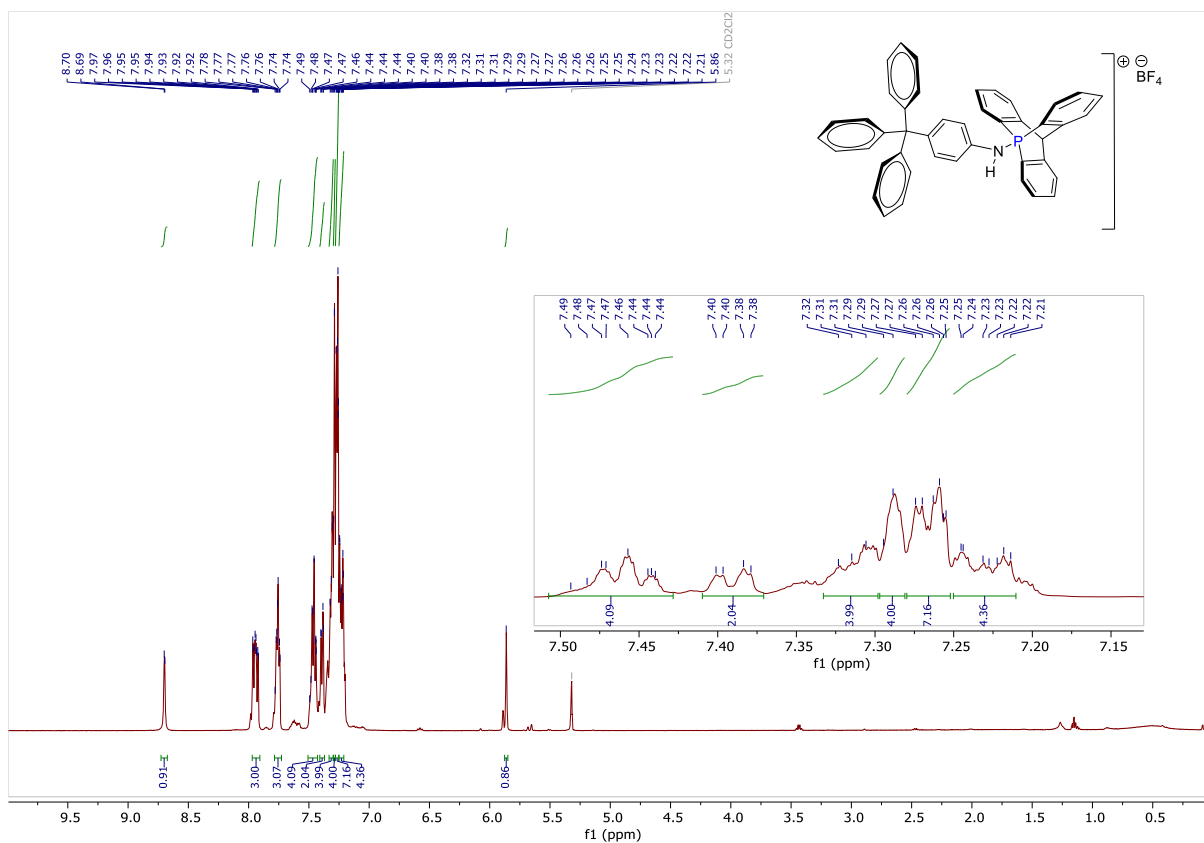 8.70 8.69 7.97 7.96 7.95 7.95 7.94 7.93 7.92 7.92 7.78 7.77 7.77 7.76 7.76 7.74 7.74 7.49 7.48 7.47 7.47 7.46 7.44 7.44 7.44 7.40 7.40 7.38 7.38 7.32 7.31 7.31 7.29 7.29 7.27 7.27 7.26 7.26 7.26 7.25 7.25 7.24 7.23 7.23 7.22 7.22 7.21 5.86 5.32 CD2Cl2
⊕ ⊖
BF4
N P
H
7.49 7.48 7.47 7.47 7.46 7.44 7.44 7.44 7.40 7.40 7.38 7.38 7.32 7.31 7.31 7.29 7.29 7.27 7.27 7.26 7.26 7.26 7.25 7.25 7.24 7.23 7.23 7.22 7.22 7.21
4.09 2.04 3.99 4.00 7.16 4.36
7.50 7.45 7.40 7.35 7.30 7.25 7.20 7.15
f1 (ppm)
0.91 3.00 3.07 4.09 2.04 3.99 4.00 7.16 4.36 0.86
9.5 9.0 8.5 8.0 7.5 7.0 6.5 6.0 5.5 5.0 4.5 4.0 3.5 3.0 2.5 2.0 1.5 1.0 0.5
f1 (ppm)